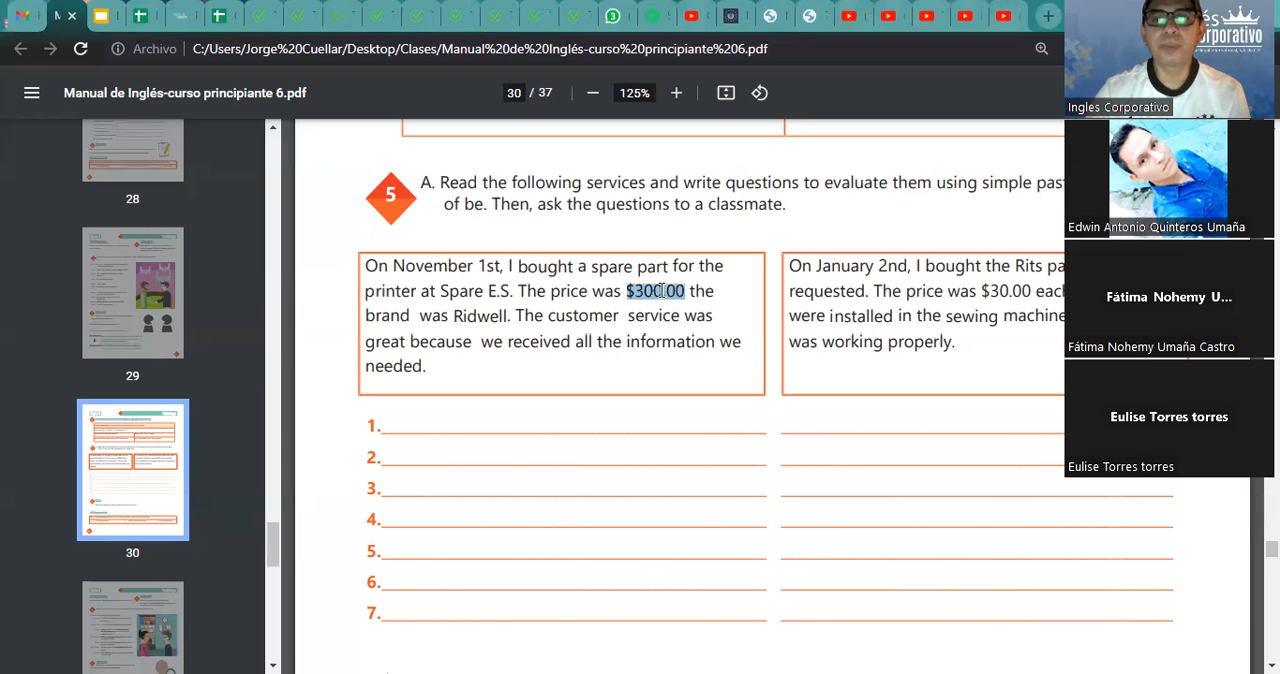 M
3
Archivo
C:/Users/Jorge%20Cuellar/Desktop/Clases/Manual%20de%20Inglés-curso%20principiante%206.pdf
Manual de Inglés-curso principiante 6.pdf
30 / 37
125%
28
29
30
5
A. Read the following services and write questions to evaluate them using simple pas
of be. Then, ask the questions to a classmate.
On November 1st, I bought a spare part for the
printer at Spare E.S. The price was $300.00 the
brand was Ridwell. The customer service was
great because we received all the information we
needed.
On January 2nd, I bought the Rits pa
requested. The price was $30.00 eac
were installed in the sewing machine
was working properly.
1.
2.
3.
4.
5.
6.
7.
és
orporativo
Ingles Corporativo
Edwin Antonio Quinteros Umaña
Fátima Nohemy U...
Fátima Nohemy Umaña Castro
Eulise Torres torres
Eulise Torres torres